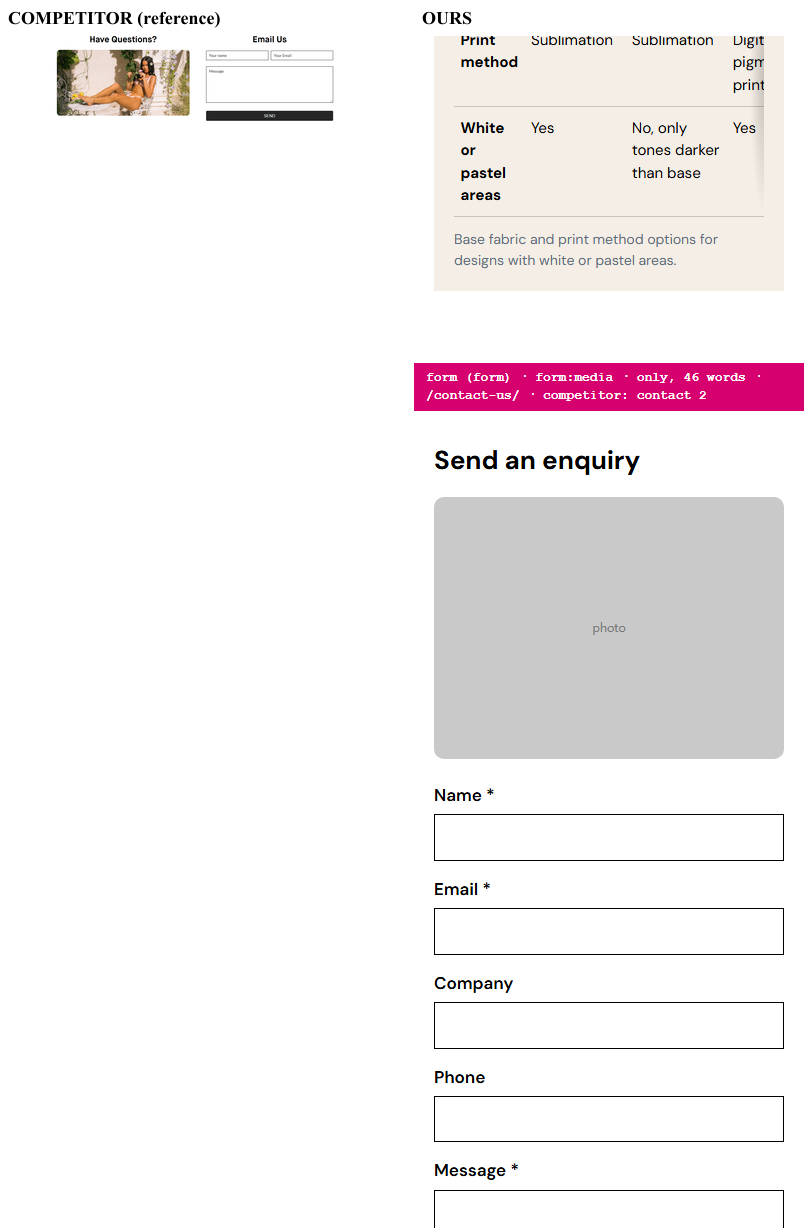 COMPETITOR (reference)
Have Questions?
Email Us
Your name
Your Email
Message
SEND
OURS
Print method
Sublimation
Sublimation
White or pastel areas
Yes
No, only tones darker than base
Yes
Base fabric and print method options for
designs with white or pastel areas.
form (form) · form:media · only, 46 words ·
/contact-us/ · competitor: contact 2
Send an enquiry
photo
Name *
Email *
Company
Phone
Message *